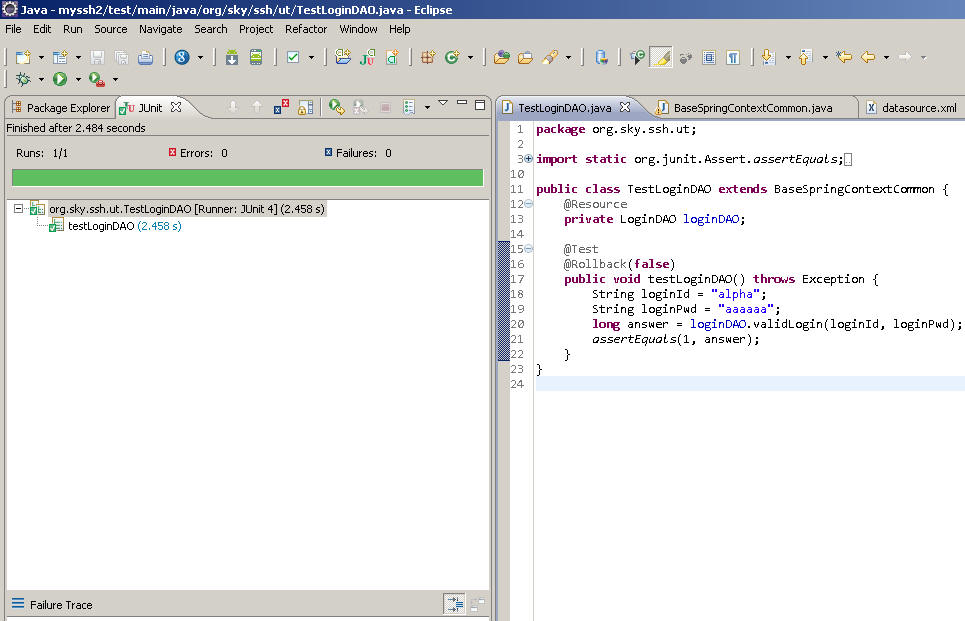 Java - myssh2/test/main/java/org/sky/ssh/ut/TestLoginDAO.java - Eclipse
File Edit Run Source Navigate Search Project Refactor Window Help
Package Explorer JUnit
Finished after 2.484 seconds
Runs: 1/1 Errors: 0 Failures: 0
org.sky.ssh.ut.TestLoginDAO [Runner: JUnit 4] (2.458 s)
testLoginDAO (2.458 s)
Failure Trace
TestLoginDAO.java BaseSpringContextCommon.java datasource.xml
1 package org.sky.ssh.ut;
2
3 import static org.junit.Assert.assertEquals;
10
11 public class TestLoginDAO extends BaseSpringContextCommon {
12 @Resource
13 private LoginDAO loginDAO;
14
15 @Test
16 @Rollback(false)
17 public void testLoginDAO() throws Exception {
18 String loginId = "alpha";
19 String loginPwd = "aaaaaa";
20 long answer = loginDAO.validLogin(loginId, loginPwd);
21 assertEquals(1, answer);
22 }
23 }
24